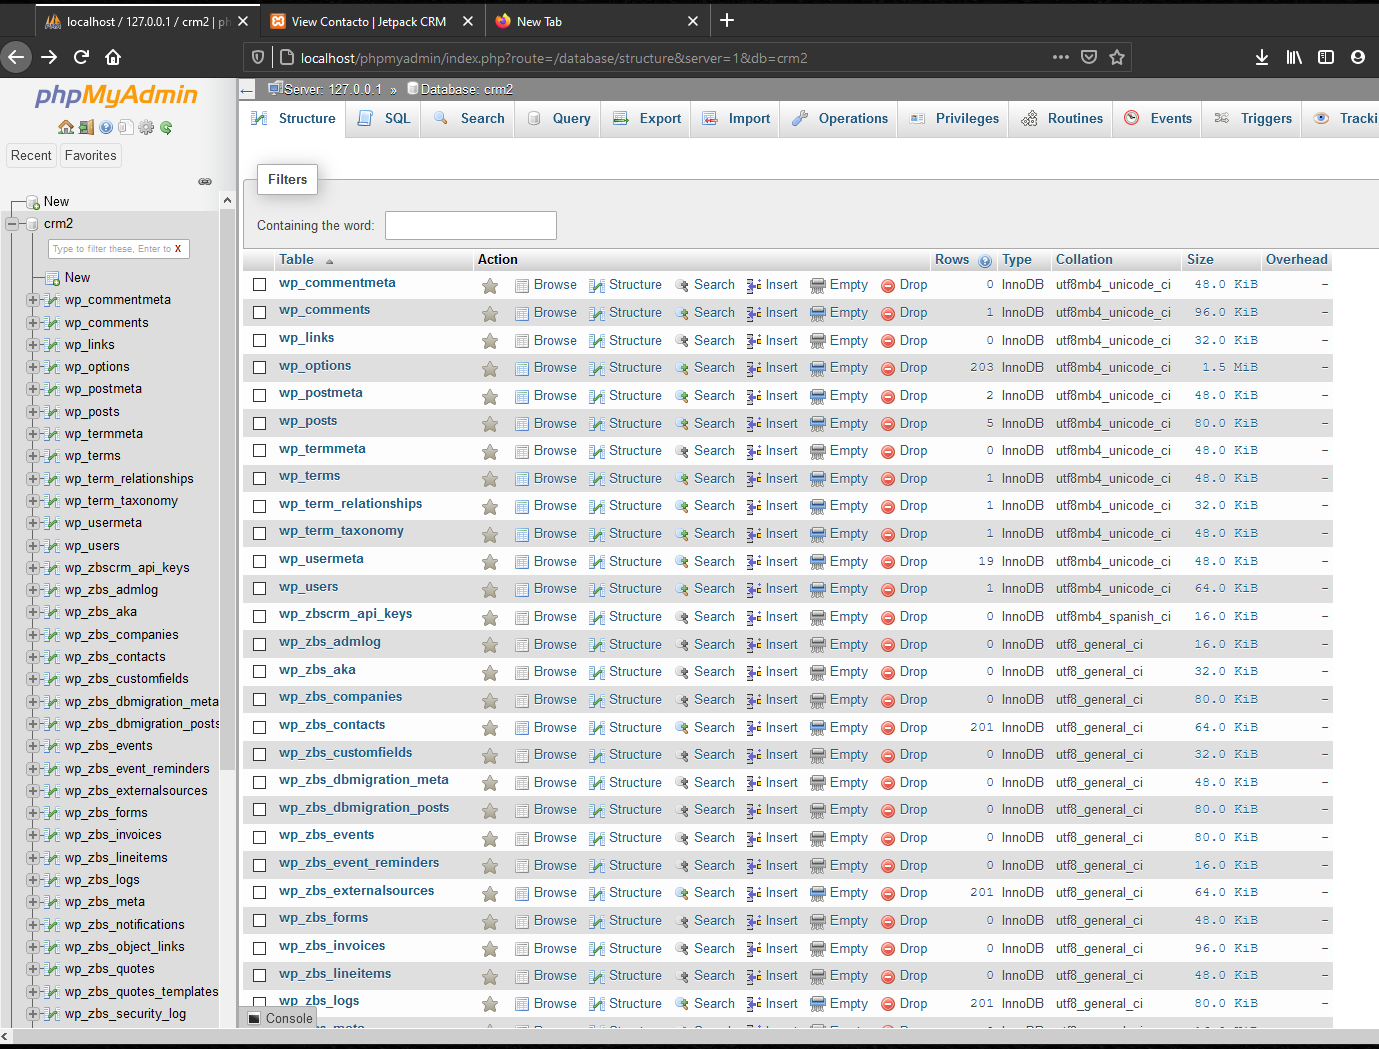 localhost / 127.0.0.1 / crm2 | ph
View Contacto | Jetpack CRM
New Tab
localhost/phpmyadmin/index.php?route=/database/structure&server=1&db=crm2
phpMyAdmin
Recent Favorites
New
crm2
Type to filter these, Enter to X
New
wp_commentmeta
wp_comments
wp_links
wp_options
wp_postmeta
wp_posts
wp_termmeta
wp_terms
wp_term_relationships
wp_term_taxonomy
wp_usermeta
wp_users
wp_zbscrm_api_keys
wp_zbs_admlog
wp_zbs_aka
wp_zbs_companies
wp_zbs_contacts
wp_zbs_customfields
wp_zbs_dbmigration_meta
wp_zbs_dbmigration_posts
wp_zbs_events
wp_zbs_event_reminders
wp_zbs_externalsources
wp_zbs_forms
wp_zbs_invoices
wp_zbs_lineitems
wp_zbs_logs
wp_zbs_meta
wp_zbs_notifications
wp_zbs_object_links
wp_zbs_quotes
wp_zbs_quotes_templates
wp_zbs_security_log
Server: 127.0.0.1 » Database: crm2
Structure SQL Search Query Export Import Operations Privileges Routines Events Triggers Tracki
Filters
Containing the word:
Table Action Rows Type Collation Size Overhead
wp_commentmeta Browse Structure Search Insert Empty Drop 0 InnoDB utf8mb4_unicode_ci 48.0 KiB -
wp_comments Browse Structure Search Insert Empty Drop 1 InnoDB utf8mb4_unicode_ci 96.0 KiB -
wp_links Browse Structure Search Insert Empty Drop 0 InnoDB utf8mb4_unicode_ci 32.0 KiB -
wp_options Browse Structure Search Insert Empty Drop 203 InnoDB utf8mb4_unicode_ci 1.5 MiB -
wp_postmeta Browse Structure Search Insert Empty Drop 2 InnoDB utf8mb4_unicode_ci 48.0 KiB -
wp_posts Browse Structure Search Insert Empty Drop 5 InnoDB utf8mb4_unicode_ci 80.0 KiB -
wp_termmeta Browse Structure Search Insert Empty Drop 0 InnoDB utf8mb4_unicode_ci 48.0 KiB -
wp_terms Browse Structure Search Insert Empty Drop 1 InnoDB utf8mb4_unicode_ci 48.0 KiB -
wp_term_relationships Browse Structure Search Insert Empty Drop 1 InnoDB utf8mb4_unicode_ci 32.0 KiB -
wp_term_taxonomy Browse Structure Search Insert Empty Drop 1 InnoDB utf8mb4_unicode_ci 48.0 KiB -
wp_usermeta Browse Structure Search Insert Empty Drop 19 InnoDB utf8mb4_unicode_ci 48.0 KiB -
wp_users Browse Structure Search Insert Empty Drop 1 InnoDB utf8mb4_unicode_ci 64.0 KiB -
wp_zbscrm_api_keys Browse Structure Search Insert Empty Drop 0 InnoDB utf8mb4_spanish_ci 16.0 KiB -
wp_zbs_admlog Browse Structure Search Insert Empty Drop 0 InnoDB utf8_general_ci 16.0 KiB -
wp_zbs_aka Browse Structure Search Insert Empty Drop 0 InnoDB utf8_general_ci 32.0 KiB -
wp_zbs_companies Browse Structure Search Insert Empty Drop 0 InnoDB utf8_general_ci 80.0 KiB -
wp_zbs_contacts Browse Structure Search Insert Empty Drop 201 InnoDB utf8_general_ci 64.0 KiB -
wp_zbs_customfields Browse Structure Search Insert Empty Drop 0 InnoDB utf8_general_ci 32.0 KiB -
wp_zbs_dbmigration_meta Browse Structure Search Insert Empty Drop 0 InnoDB utf8_general_ci 48.0 KiB -
wp_zbs_dbmigration_posts Browse Structure Search Insert Empty Drop 0 InnoDB utf8_general_ci 80.0 KiB -
wp_zbs_events Browse Structure Search Insert Empty Drop 0 InnoDB utf8_general_ci 80.0 KiB -
wp_zbs_event_reminders Browse Structure Search Insert Empty Drop 0 InnoDB utf8_general_ci 16.0 KiB -
wp_zbs_externalsources Browse Structure Search Insert Empty Drop 201 InnoDB utf8_general_ci 64.0 KiB -
wp_zbs_forms Browse Structure Search Insert Empty Drop 0 InnoDB utf8_general_ci 48.0 KiB -
wp_zbs_invoices Browse Structure Search Insert Empty Drop 0 InnoDB utf8_general_ci 96.0 KiB -
wp_zbs_lineitems Browse Structure Search Insert Empty Drop 0 InnoDB utf8_general_ci 48.0 KiB -
wp_zbs_logs Browse Structure Search Insert Empty Drop 201 InnoDB utf8_general_ci 80.0 KiB -
Console